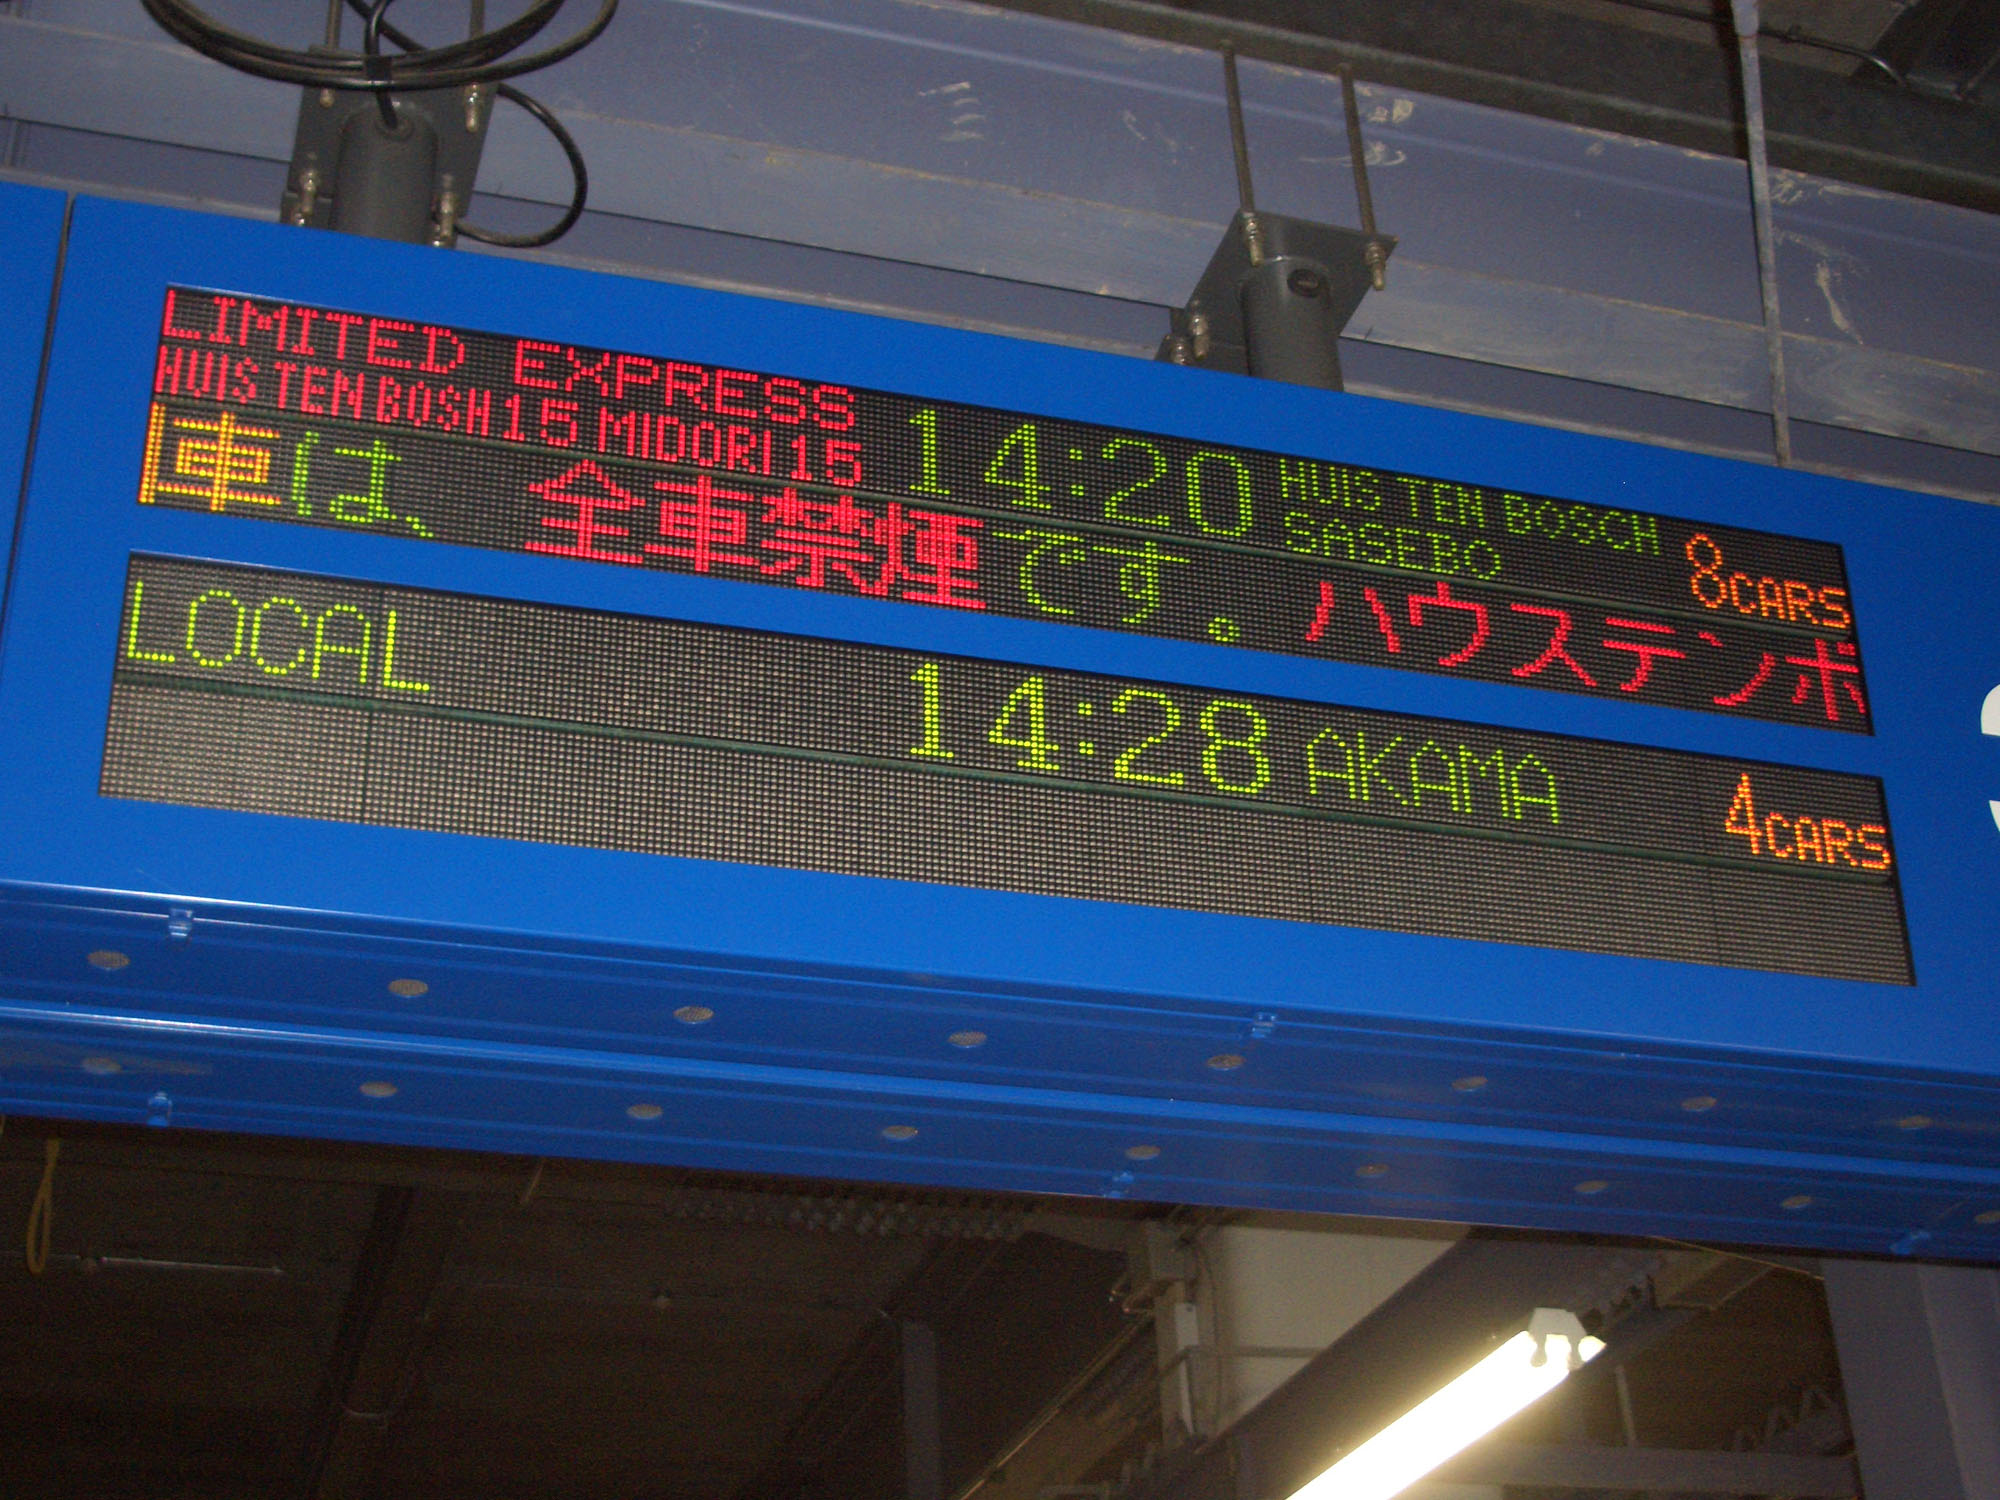 LIMITED EXPRESS
HUIS TEN BOSH 15 MIDORI 15 14:20 HUIS TEN BOSCH
SASEBO 8CARS
車は、 全車禁煙です。 ハウステンボ
LOCAL 14:28 AKAMA 4CARS